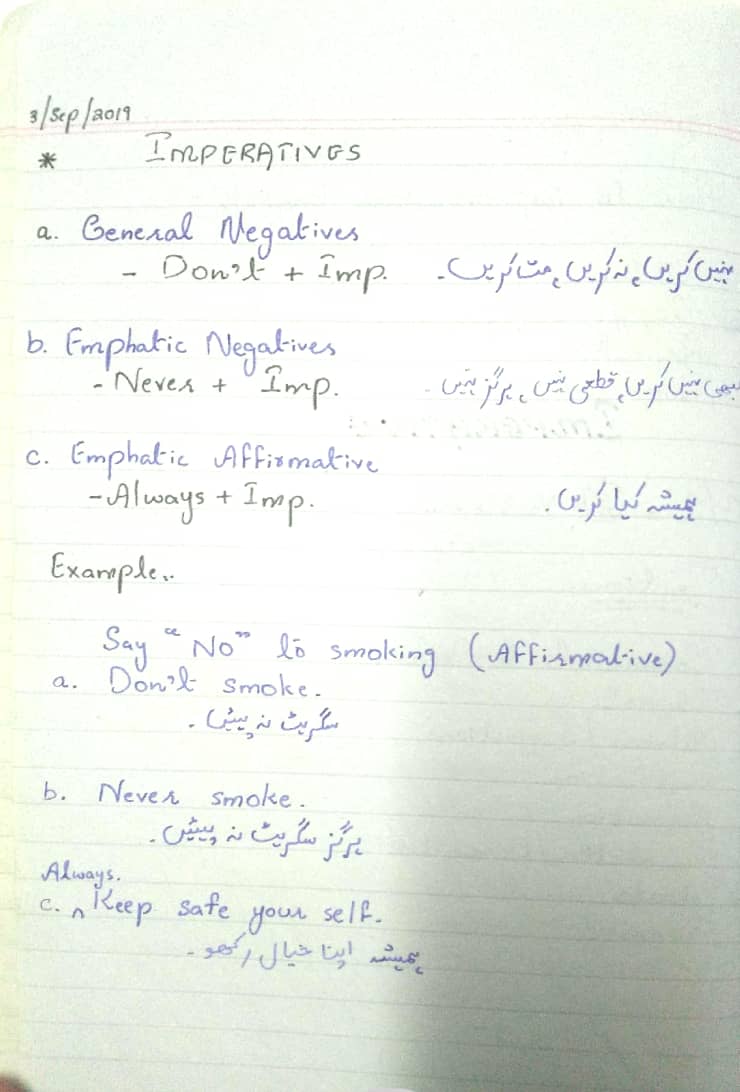 3/Sep/2019
* IMPERATIVES
a. General Negatives
- Don't + Imp. نہیں کریں، نہ کریں، مت کریں۔
b. Emphatic Negatives
- Never + Imp. کبھی نہیں کریں، قطعی نہیں، ہرگز نہیں۔
c. Emphatic Affirmative
- Always + Imp. ہمیشہ کیا کریں۔
Example..
Say "No" to smoking (Affirmative)
a. Don't smoke.
سگریٹ نہ پیئں۔
b. Never smoke.
ہرگز سگریٹ نہ پیئں۔
Always.
c. ^ Keep safe your self.
ہمیشہ اپنا خیال رکھو۔